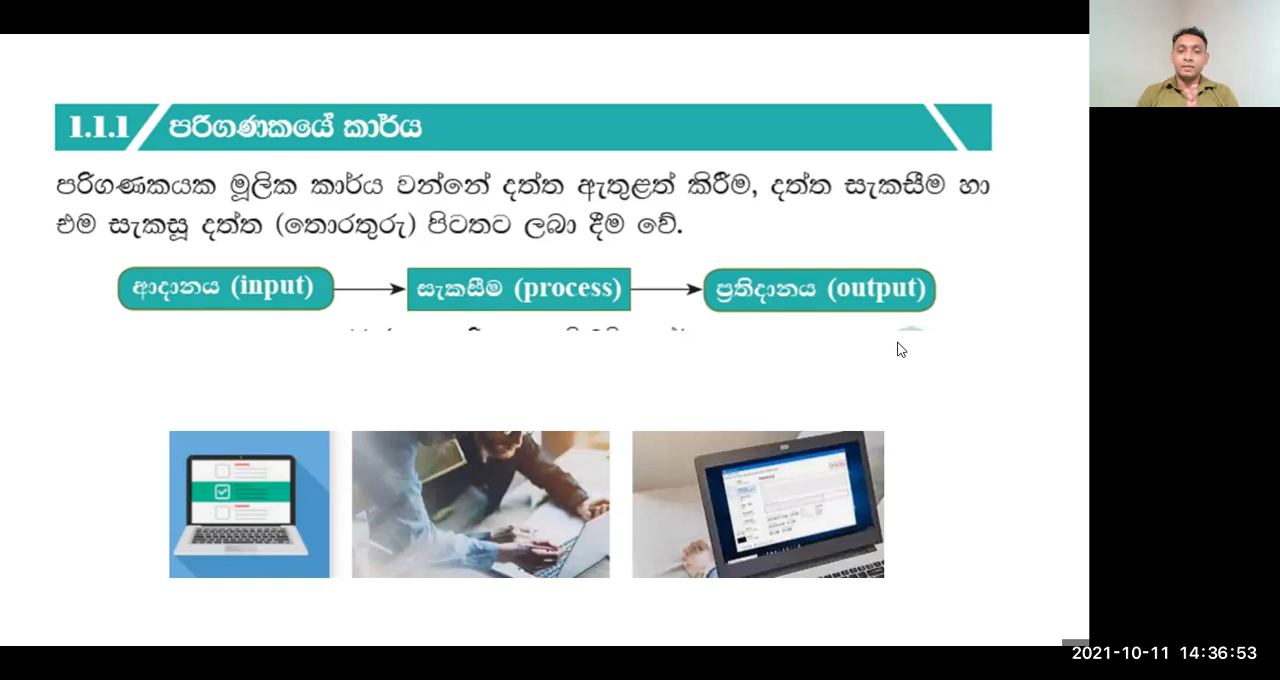 1.1.1 පරිගණකයේ කාර්ය
පරිගණකයක මූලික කාර්ය වන්නේ දත්ත ඇතුළත් කිරීම, දත්ත සැකසීම හා
එම සැකසූ දත්ත (තොරතුරු) පිටතට ලබා දීම වේ.
ආදානය (input) සැකසීම (process) ප්‍රතිදානය (output)
2021-10-11 14:36:53